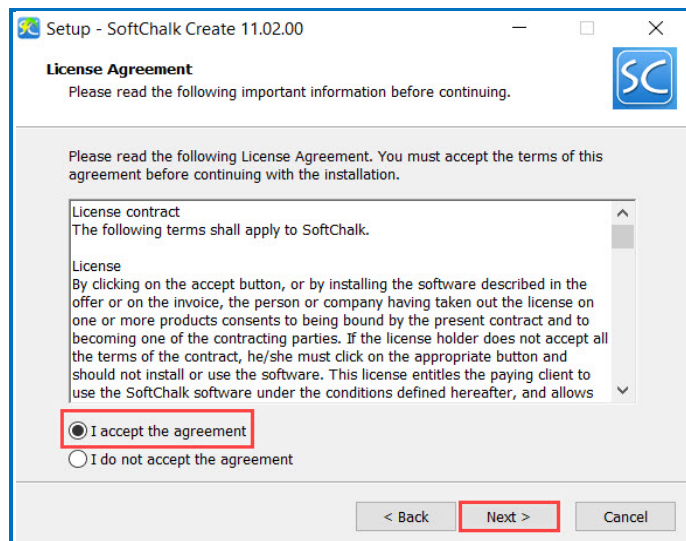 Setup - SoftChalk Create 11.02.00
License Agreement
Please read the following important information before continuing.
SC
Please read the following License Agreement. You must accept the terms of this
agreement before continuing with the installation.
License contract
The following terms shall apply to SoftChalk.
License
By clicking on the accept button, or by installing the software described in the
offer or on the invoice, the person or company having taken out the license on
one or more products consents to being bound by the present contract and to
becoming one of the contracting parties. If the license holder does not accept all
the terms of the contract, he/she must click on the appropriate button and
should not install or use the software. This license entitles the paying client to
use the SoftChalk software under the conditions defined hereafter, and allows
I accept the agreement
I do not accept the agreement
< Back
Next >
Cancel